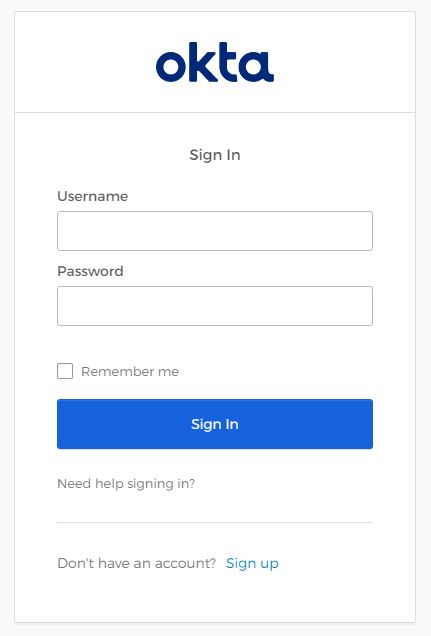 okta
Sign In
Username
Password
Remember me
Sign In
Need help signing in?
Don't have an account? Sign up